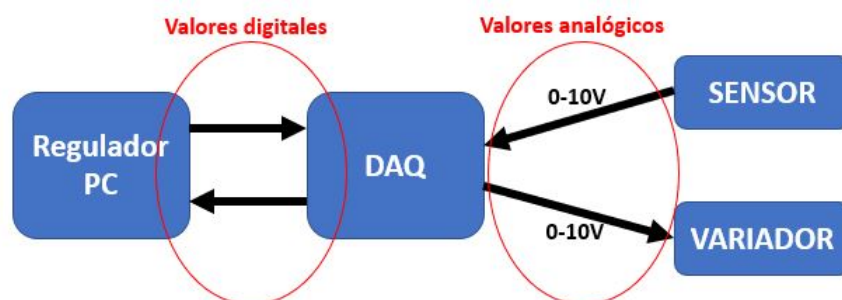 Valores digitales
Valores analógicos
Regulador
PC
DAQ
0-10V
SENSOR
0-10V
VARIADOR